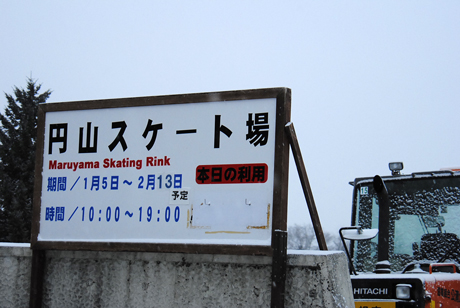 円山スケート場
Maruyama Skating Rink
期間／1月5日～2月13日
予定
本日の利用
時間／10:00～19:00
HITACHI